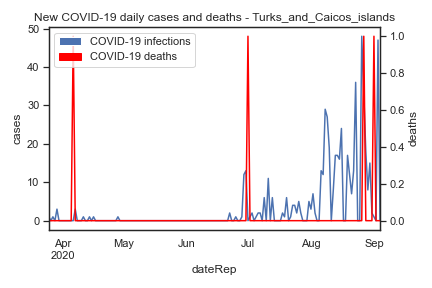 New COVID-19 daily cases and deaths - Turks_and_Caicos_islands
COVID-19 infections
COVID-19 deaths
50
40
30
20
10
0
cases
1.0
0.8
0.6
0.4
0.2
0.0
deaths
Apr
2020
May
Jun
Jul
Aug
Sep
dateRep